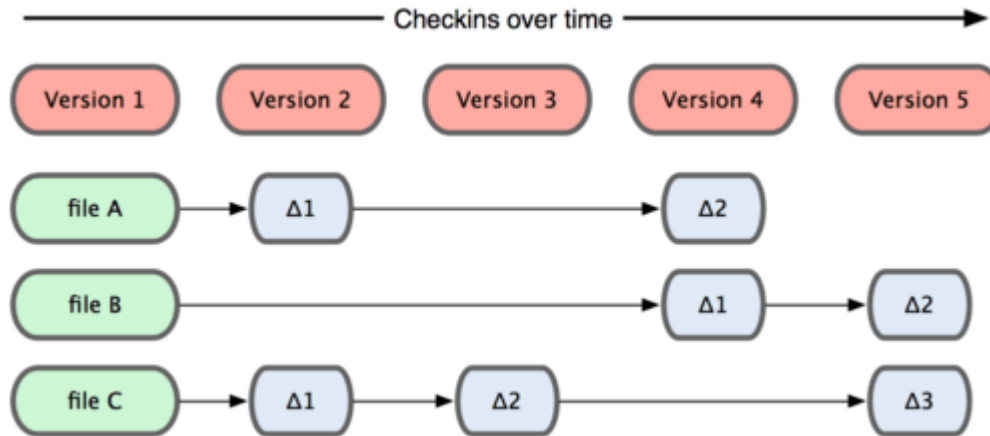 Checkins over time
Version 1 Version 2 Version 3 Version 4 Version 5
file A Δ1 Δ2
file B Δ1 Δ2
file C Δ1 Δ2 Δ3